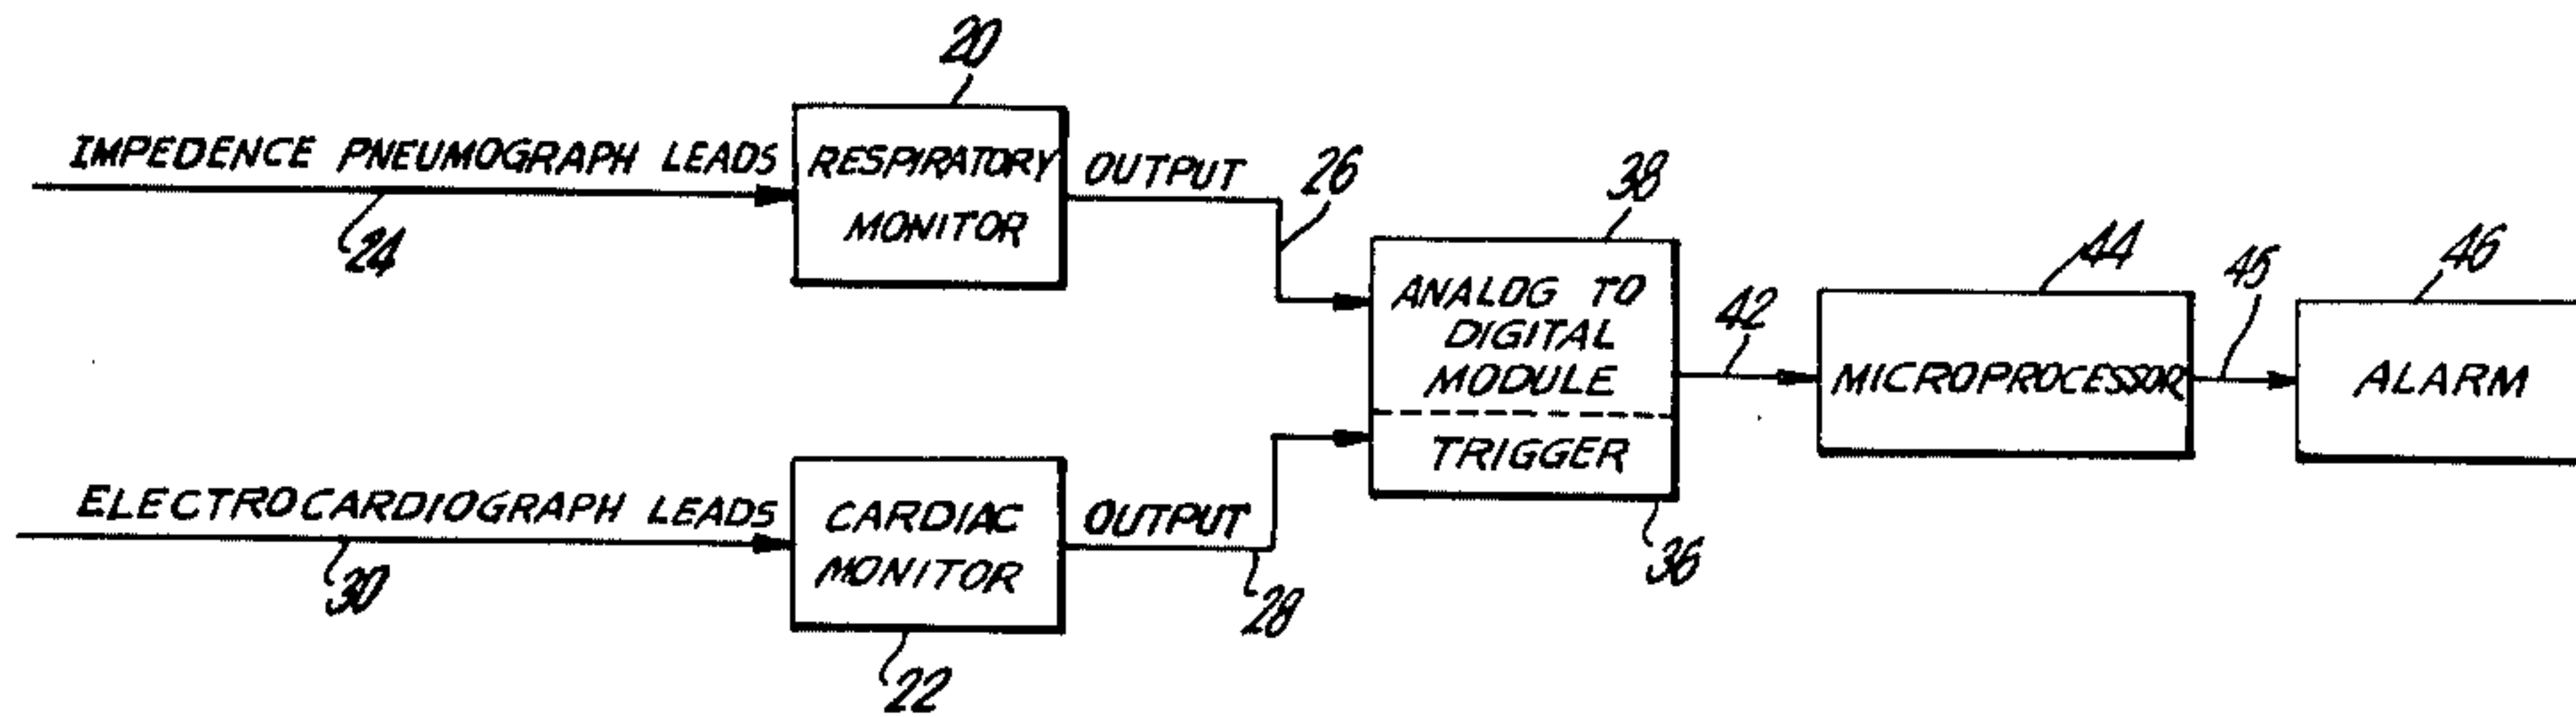 20
IMPEDENCE PNEUMOGRAPH LEADS
24
RESPIRATORY
MONITOR
OUTPUT
26
38
ANALOG TO
DIGITAL
MODULE
TRIGGER
36
42
44
MICROPROCESSOR
45
46
ALARM
ELECTROCARDIOGRAPH LEADS
30
CARDIAC
MONITOR
22
OUTPUT
28